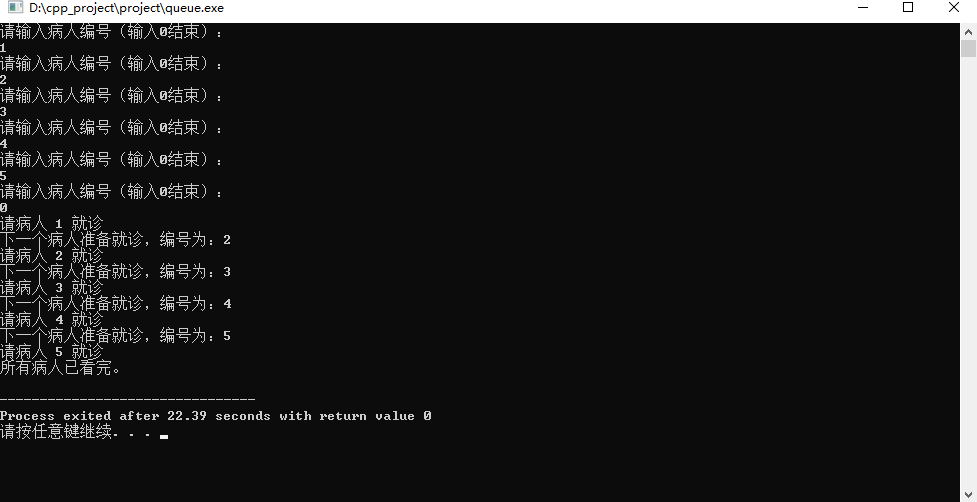 D:\cpp_project\project\queue.exe
请输入病人编号（输入0结束）：
1
请输入病人编号（输入0结束）：
2
请输入病人编号（输入0结束）：
3
请输入病人编号（输入0结束）：
4
请输入病人编号（输入0结束）：
5
请输入病人编号（输入0结束）：
0
请病人 1 就诊
下一个病人准备就诊，编号为：2
请病人 2 就诊
下一个病人准备就诊，编号为：3
请病人 3 就诊
下一个病人准备就诊，编号为：4
请病人 4 就诊
下一个病人准备就诊，编号为：5
请病人 5 就诊
所有病人已看完。
--------------------------------
Process exited after 22.39 seconds with return value 0
请按任意键继续. . .